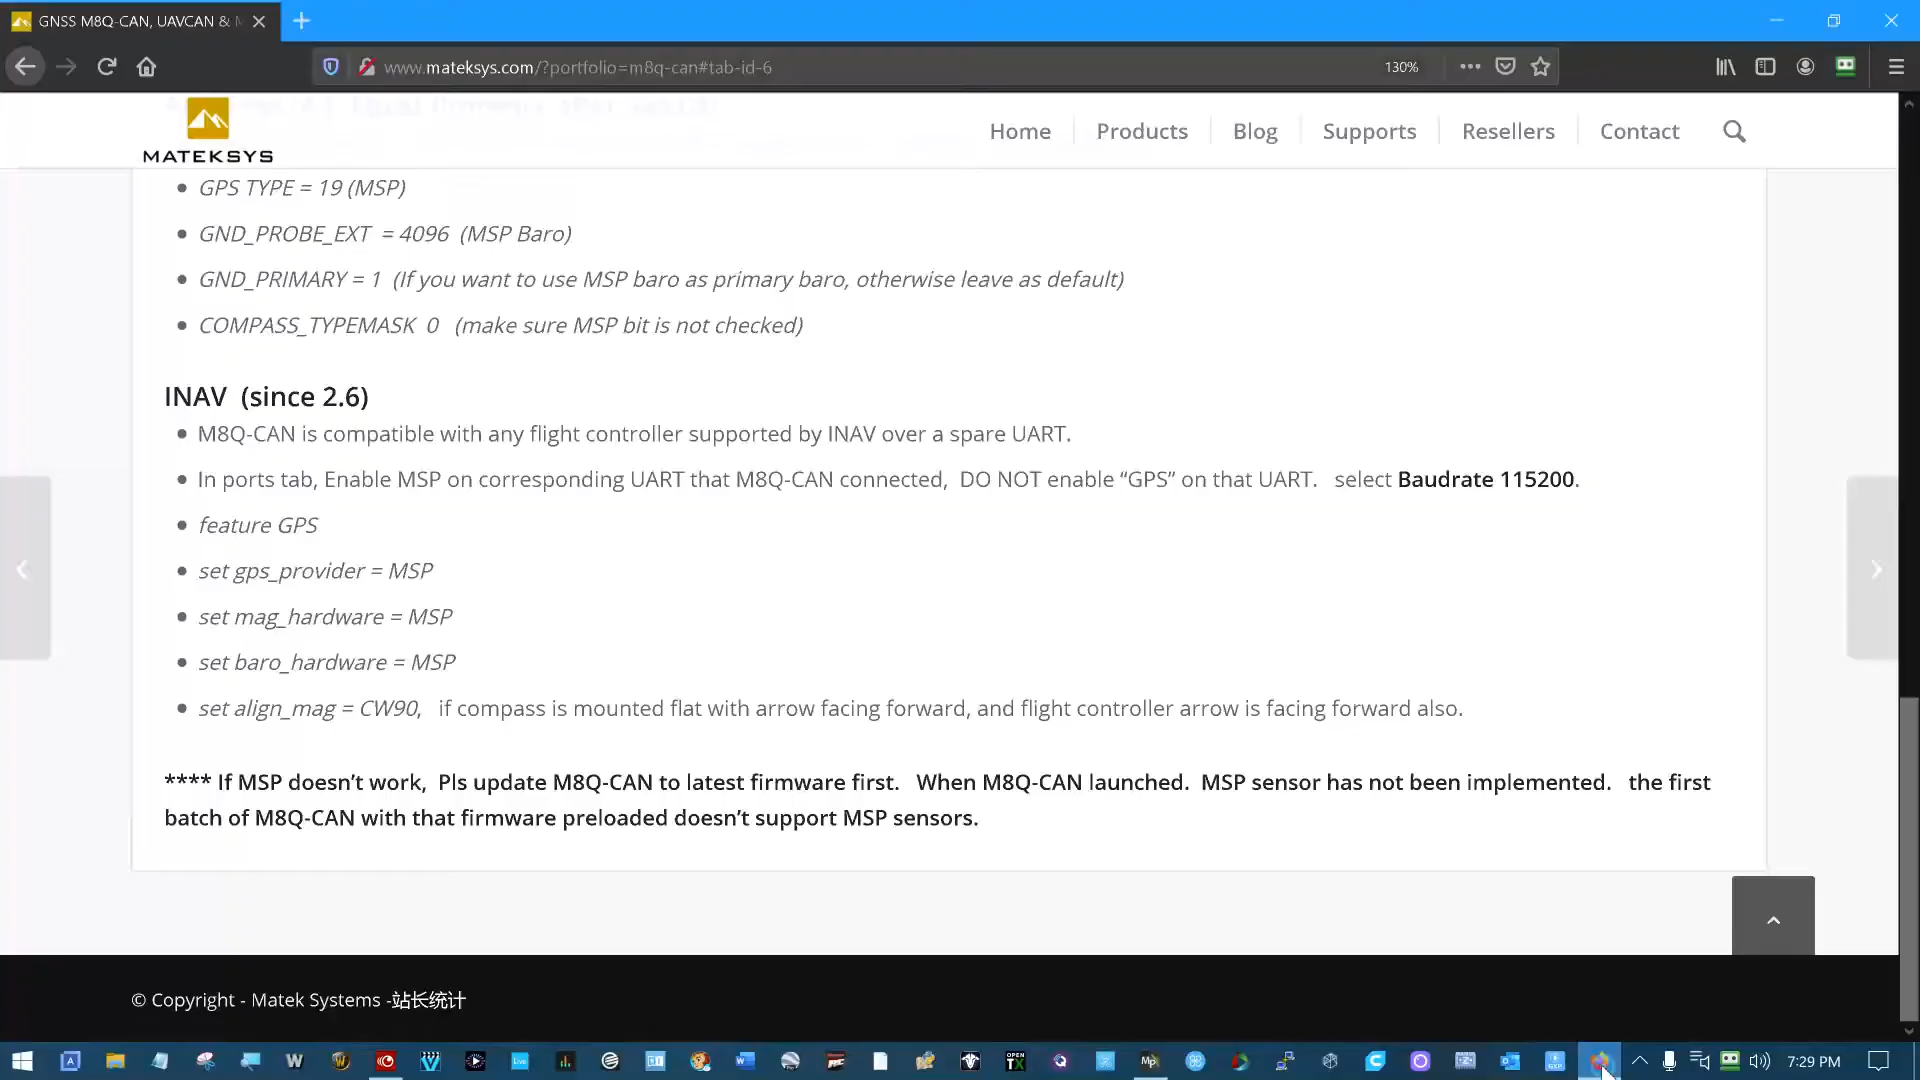 GNSS M8Q-CAN, UAVCAN & M
www.mateksys.com/?portfolio=m8q-can#tab-id-6
130%
MATEKSYS
Home
Products
Blog
Supports
Resellers
Contact
GPS TYPE = 19 (MSP)
GND_PROBE_EXT = 4096 (MSP Baro)
GND_PRIMARY = 1 (If you want to use MSP baro as primary baro, otherwise leave as default)
COMPASS_TYPEMASK 0 (make sure MSP bit is not checked)
INAV (since 2.6)
M8Q-CAN is compatible with any flight controller supported by INAV over a spare UART.
In ports tab, Enable MSP on corresponding UART that M8Q-CAN connected, DO NOT enable “GPS” on that UART. select Baudrate 115200.
feature GPS
set gps_provider = MSP
set mag_hardware = MSP
set baro_hardware = MSP
set align_mag = CW90, if compass is mounted flat with arrow facing forward, and flight controller arrow is facing forward also.
**** If MSP doesn’t work, Pls update M8Q-CAN to latest firmware first. When M8Q-CAN launched. MSP sensor has not been implemented. the first
batch of M8Q-CAN with that firmware preloaded doesn’t support MSP sensors.
© Copyright - Matek Systems -站长统计
7:29 PM